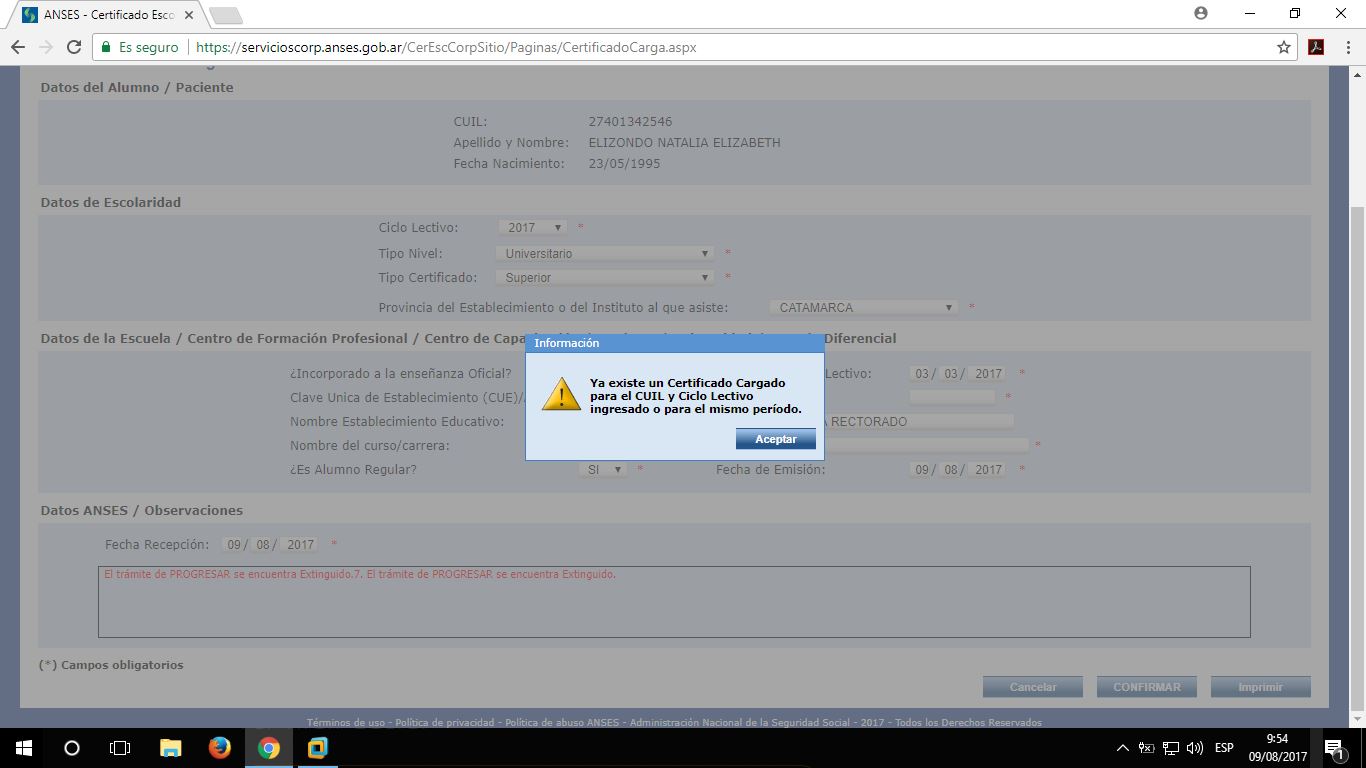 ANSES - Certificado Esco
Es seguro
https://servicioscorp.anses.gob.ar/CerEscCorpSitio/Paginas/CertificadoCarga.aspx
Datos del Alumno / Paciente
CUIL: 27401342546
Apellido y Nombre: ELIZONDO NATALIA ELIZABETH
Fecha Nacimiento: 23/05/1995
Datos de Escolaridad
Ciclo Lectivo: 2017 *
Tipo Nivel: Universitario *
Tipo Certificado: Superior *
Provincia del Establecimiento o del Instituto al que asiste: CATAMARCA *
Datos de la Escuela / Centro de Formación Profesional / Centro de Capa Diferencial
Información
¿Incorporado a la enseñanza Oficial? Lectivo: 03 / 03 / 2017 *
Ya existe un Certificado Cargado
para el CUIL y Ciclo Lectivo
ingresado o para el mismo período.
Aceptar
Clave Unica de Establecimiento (CUE)/ *
Nombre Establecimiento Educativo: RECTORADO
Nombre del curso/carrera: *
¿Es Alumno Regular? SI * Fecha de Emisión: 09 / 08 / 2017 *
Datos ANSES / Observaciones
Fecha Recepción: 09 / 08 / 2017 *
El trámite de PROGRESAR se encuentra Extinguido.7. El trámite de PROGRESAR se encuentra Extinguido.
(*) Campos obligatorios
Cancelar CONFIRMAR Imprimir
Términos de uso - Política de privacidad - Política de abuso ANSES - Administración Nacional de la Seguridad Social - 2017 - Todos los Derechos Reservados
ESP
9:54
09/08/2017
1